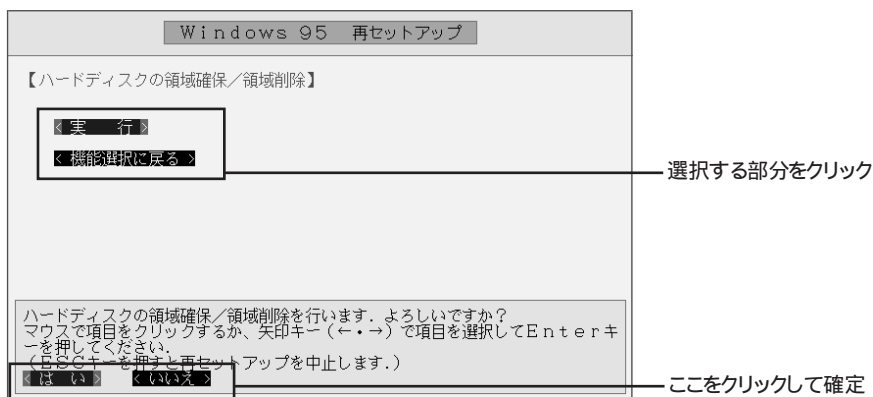 Windows 95 再セットアップ
【ハードディスクの領域確保／領域削除】
<実　　行>
<機能選択に戻る>
選択する部分をクリック
ハードディスクの領域確保／領域削除を行います．よろしいですか？
マウスで項目をクリックするか、矢印キー（←・→）で項目を選択してEnterキ
ーを押してください．
（ESCキーを押すと再セットアップを中止します．）
<は　い>　<いいえ>
ここをクリックして確定